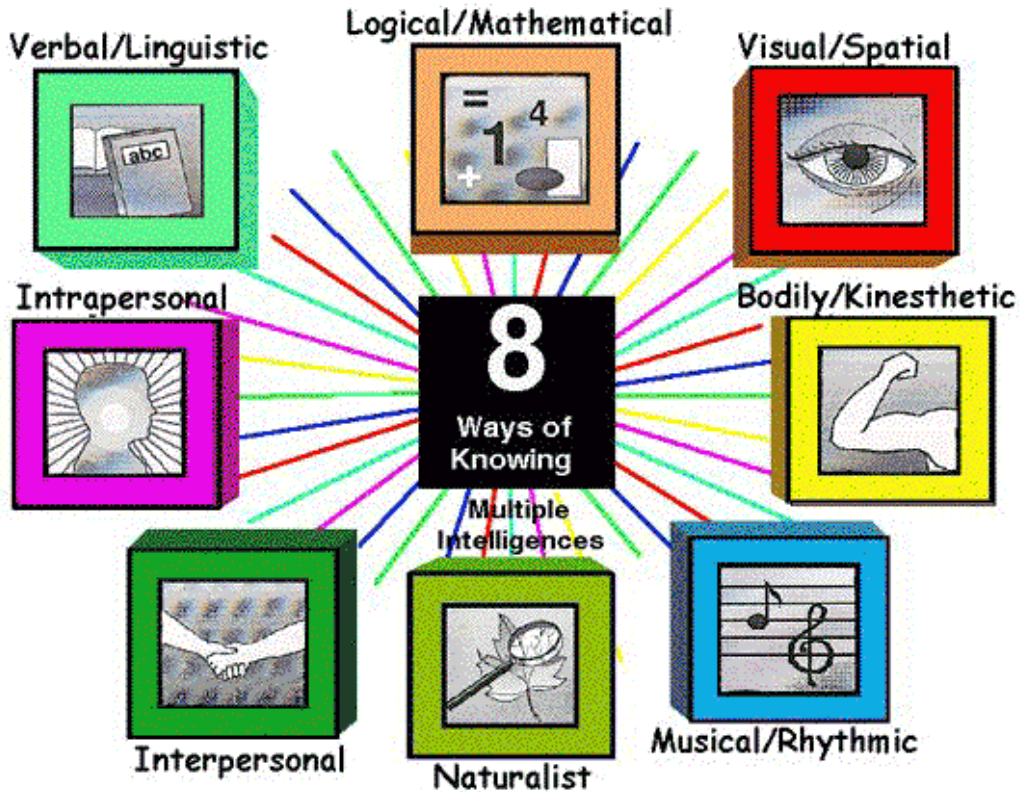 Logical/Mathematical
Verbal/Linguistic
Visual/Spatial
=
4
1
+
abc
Intrapersonal
Bodily/Kinesthetic
8
Ways of
Knowing
Multiple
Intelligences
Interpersonal
Naturalist
Musical/Rhythmic